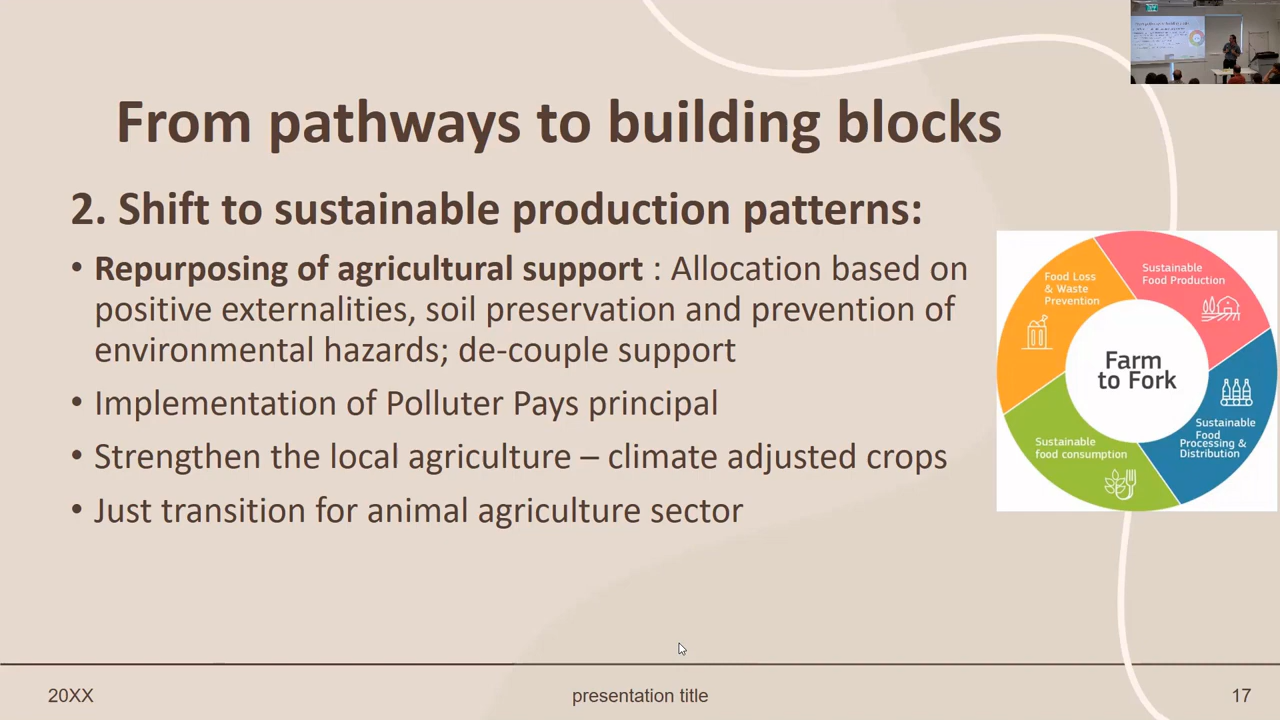 From pathways to building blocks
2. Shift to sustainable production patterns:
• Repurposing of agricultural support : Allocation based on
positive externalities, soil preservation and prevention of
environmental hazards; de-couple support
• Implementation of Polluter Pays principal
• Strengthen the local agriculture – climate adjusted crops
• Just transition for animal agriculture sector
Food Loss
& Waste
Prevention
Sustainable
Food Production
Farm
to Fork
Sustainable
Food
Processing &
Distribution
Sustainable
food consumption
20XX
presentation title
17